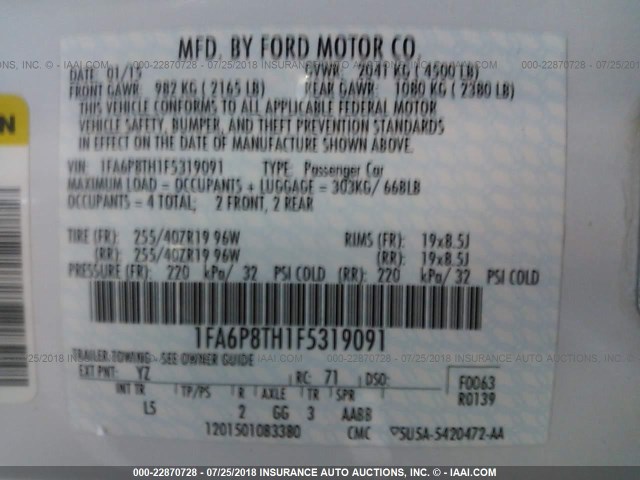 MFD. BY FORD MOTOR CO.
DATE: 01/15 GVWR: 2041 KG ( 4500 LB)
FRONT GAWR: 982 KG ( 2165 LB) REAR GAWR: 1080 KG ( 2380 LB)
THIS VEHICLE CONFORMS TO ALL APPLICABLE FEDERAL MOTOR
VEHICLE SAFETY, BUMPER, AND THEFT PREVENTION STANDARDS
IN EFFECT ON THE DATE OF MANUFACTURE SHOWN ABOVE.
VIN: 1FA6P8TH1F5319091 TYPE: Passenger Car
MAXIMUM LOAD = OCCUPANTS + LUGGAGE = 303KG/ 668LB
OCCUPANTS = 4 TOTAL; 2 FRONT, 2 REAR
TIRE (FR): 255/40ZR19 96W RIMS (FR): 19x8.5J
(RR): 255/40ZR19 96W (RR): 19x8.5J
PRESSURE (FR): 220 kPa/ 32 PSI COLD (RR): 220 kPa/ 32 PSI COLD
1FA6P8TH1F5319091
TRAILER TOWING - SEE OWNER GUIDE
EXT PNT: YZ RC: 71 DSO: F0063
INT TR TP/PS R AXLE TR SPR R0139
L5 2 GG 3 AABB
1201501083380 CMC 5U5A-5420472-AA
000-22870728 - 07/25/2018 INSURANCE AUTO AUCTIONS, INC. - IAAI.COM